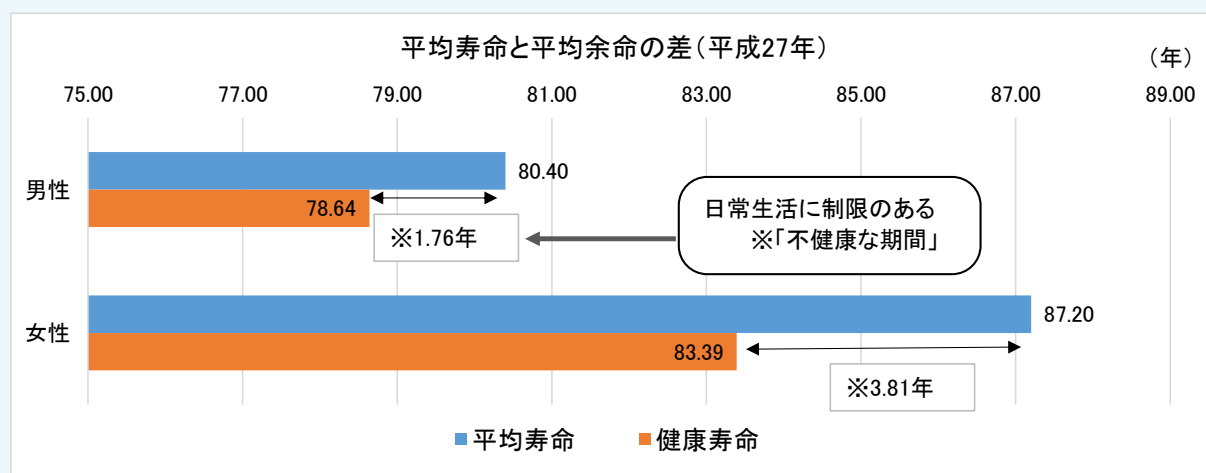 平均寿命と平均余命の差（平成27年）
（年）
75.00 77.00 79.00 81.00 83.00 85.00 87.00 89.00
男性
80.40
78.64
※1.76年
日常生活に制限のある
※「不健康な期間」
女性
87.20
83.39
※3.81年
平均寿命 健康寿命